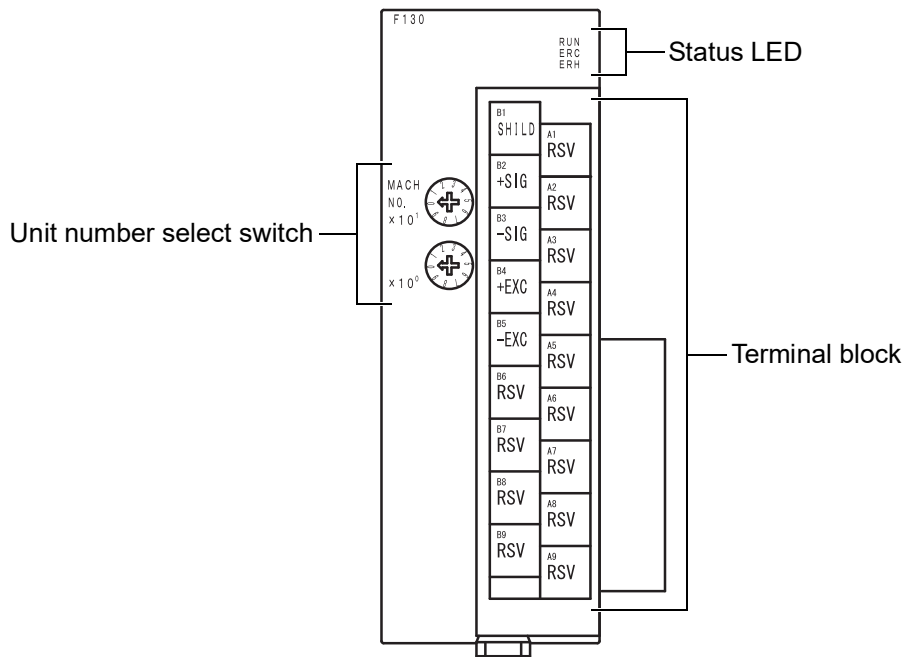 F130
RUN
ERC
ERH
Status LED
B1
SHILD
A1
RSV
B2
+SIG
A2
RSV
B3
-SIG
A3
RSV
B4
+EXC
A4
RSV
B5
-EXC
A5
RSV
B6
RSV
A6
RSV
B7
RSV
A7
RSV
B8
RSV
A8
RSV
B9
RSV
A9
RSV
MACH
NO.
×10¹
×10⁰
Unit number select switch
Terminal block